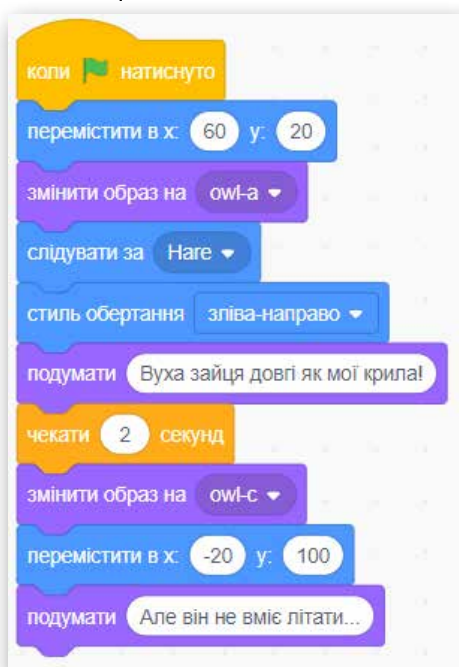 коли натиснуто
перемістити в x: 60 y: 20
змінити образ на owl-a
слідувати за Hare
стиль обертання зліва-направо
подумати Вуха зайця довгі як мої крила!
чекати 2 секунд
змінити образ на owl-c
перемістити в x: -20 y: 100
подумати Але він не вміє літати...